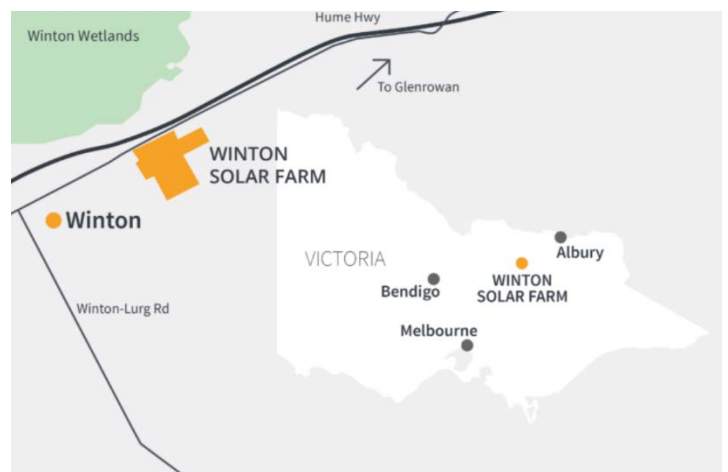 Hume Hwy
Winton Wetlands
To Glenrowan
WINTON
SOLAR FARM
Winton
VICTORIA
Albury
WINTON
SOLAR FARM
Bendigo
Winton-Lurg Rd
Melbourne